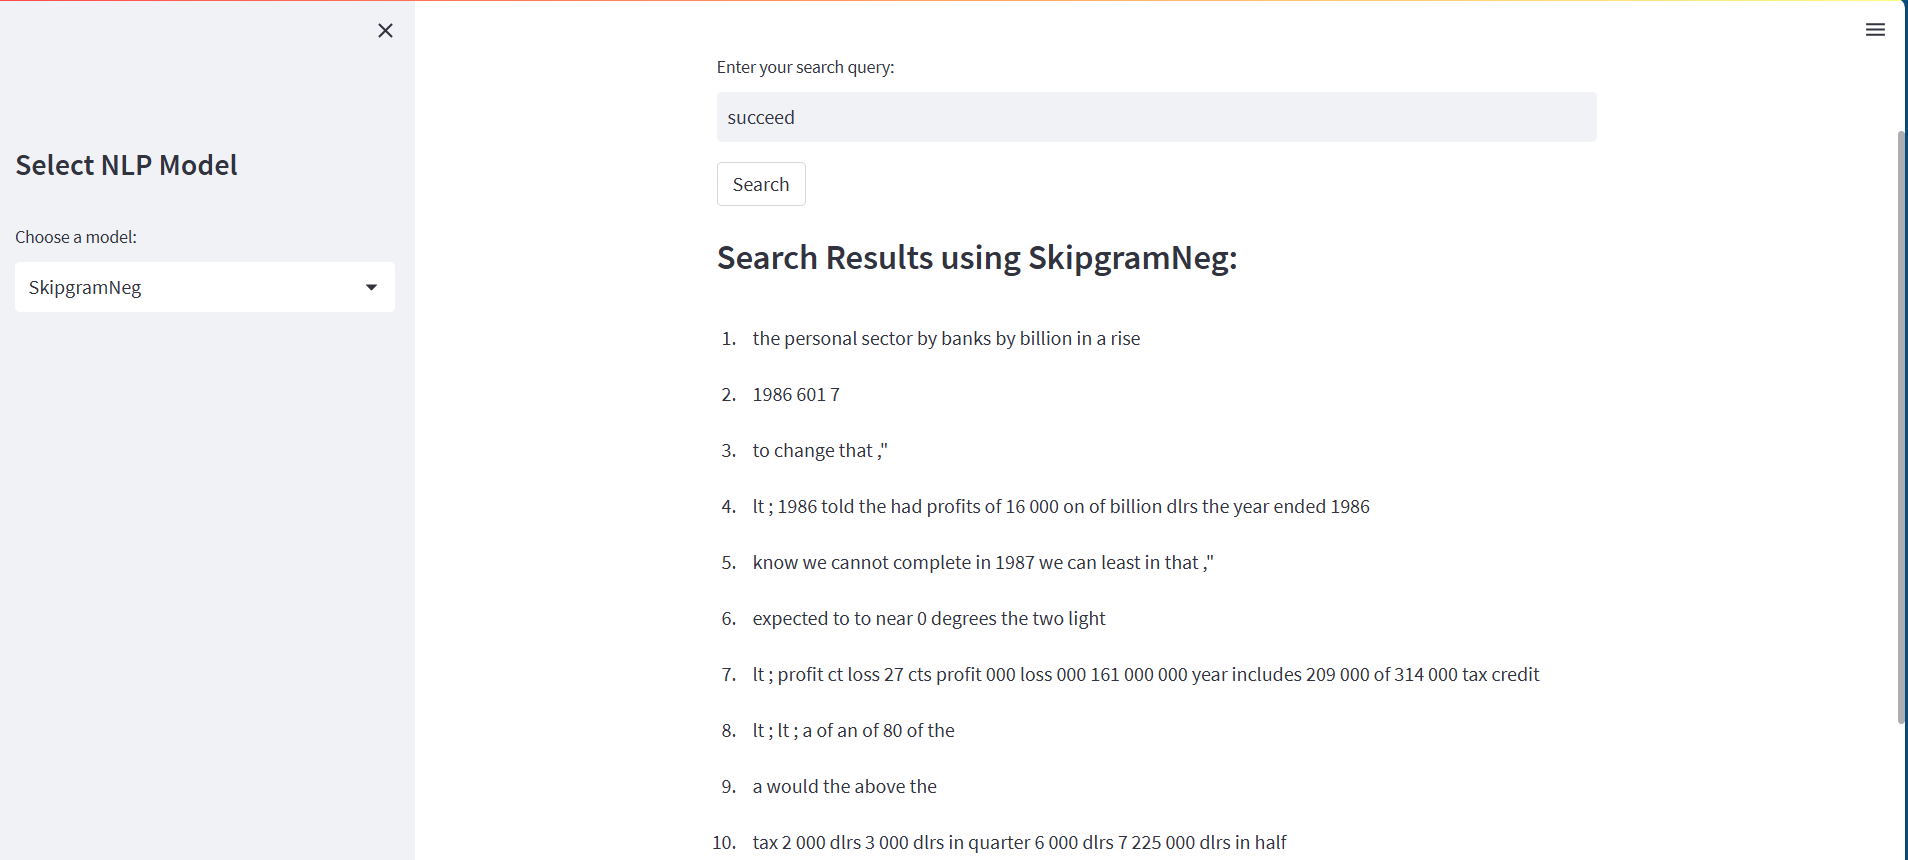 Select NLP Model
Choose a model:
SkipgramNeg
Enter your search query:
succeed
Search
Search Results using SkipgramNeg:
1. the personal sector by banks by billion in a rise
2. 1986 601 7
3. to change that ,"
4. lt ; 1986 told the had profits of 16 000 on of billion dlrs the year ended 1986
5. know we cannot complete in 1987 we can least in that ,"
6. expected to to near 0 degrees the two light
7. lt ; profit ct loss 27 cts profit 000 loss 000 161 000 000 year includes 209 000 of 314 000 tax credit
8. lt ; lt ; a of an of 80 of the
9. a would the above the
10. tax 2 000 dlrs 3 000 dlrs in quarter 6 000 dlrs 7 225 000 dlrs in half